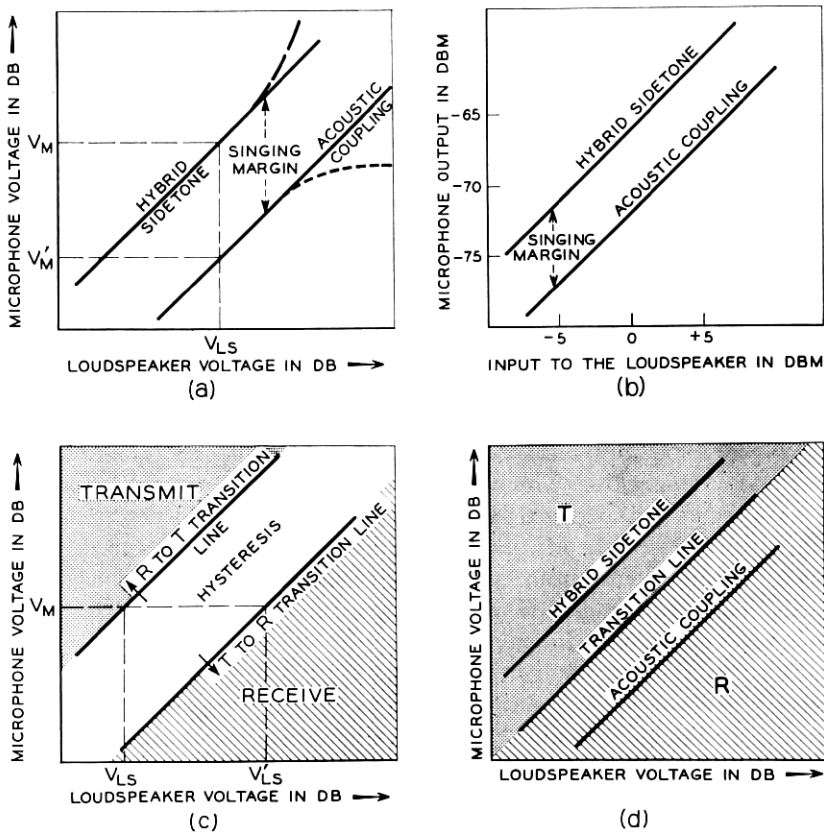 MICROPHONE VOLTAGE IN DB
V_M
V'_M
HYBRID
SIDETONE
SINGING
MARGIN
ACOUSTIC
COUPLING
V_LS
LOUDSPEAKER VOLTAGE IN DB
(a)
MICROPHONE OUTPUT IN DBM
-65
-70
-75
HYBRID SIDETONE
ACOUSTIC COUPLING
SINGING
MARGIN
-5 0 +5
INPUT TO THE LOUDSPEAKER IN DBM
(b)
MICROPHONE VOLTAGE IN DB
V_M
TRANSMIT
R TO T TRANSITION
LINE
HYSTERESIS
T TO R TRANSITION LINE
RECEIVE
V_LS V'_LS
LOUDSPEAKER VOLTAGE IN DB
(c)
MICROPHONE VOLTAGE IN DB
T
HYBRID SIDETONE
TRANSITION LINE
ACOUSTIC COUPLING
R
LOUDSPEAKER VOLTAGE IN DB
(d)